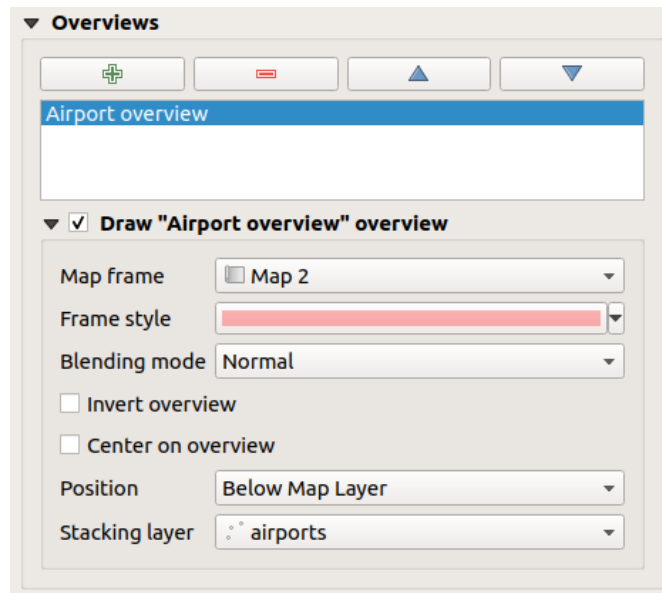 Overviews
Airport overview
Draw "Airport overview" overview
Map frame Map 2
Frame style
Blending mode Normal
Invert overview
Center on overview
Position Below Map Layer
Stacking layer airports